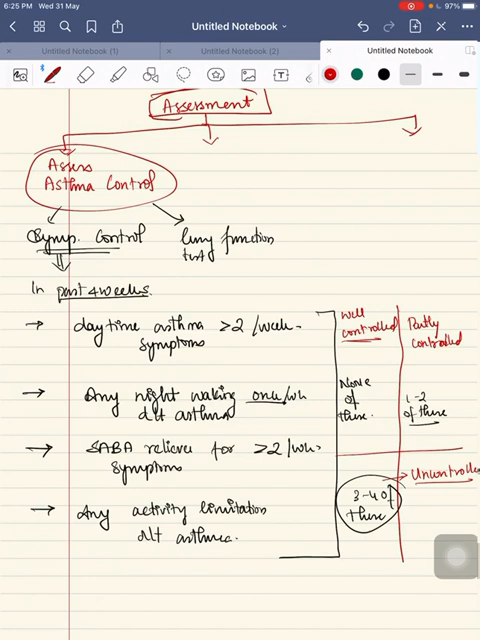 6:25 PM Wed 31 May
97%
Untitled Notebook
Untitled Notebook (1)
Untitled Notebook (2)
Untitled Notebook
Assessment
Assess
Asthma Control
Symp. Control
lung function
test
In past 4 weeks.
→ daytime asthma >2/week.
symptoms
→ Any night waking once/wk
d/t asthma
→ SABA reliever for >2/wk.
symptoms
→ Any activity limitation
d/t asthma.
Well
controlled
Partly
controlled
None
of
these.
1-2
of these
→ Uncontrolled
3-4 of
these